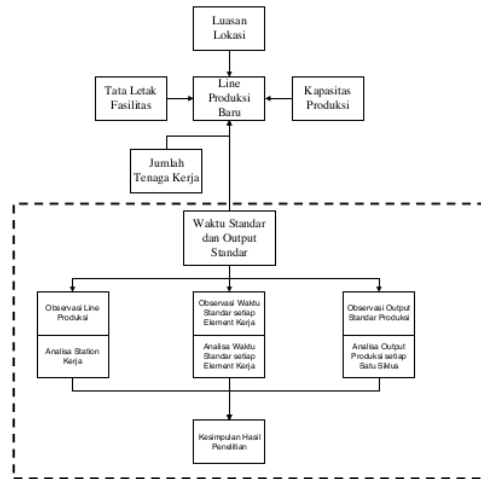 Luasan
Lokasi
Tata Letak
Fasilitas
Line
Produksi
Baru
Kapasitas
Produksi
Jumlah
Tenaga Kerja
Waktu Standar
dan Output
Standar
Observasi Line
Produksi
Analisa Station
Kerja
Observasi Waktu
Standar setiap
Element Kerja
Analisa Waktu
Standar setiap
Element Kerja
Observasi Output
Standar Produksi
Analisa Output
Produksi setiap
Satu Siklus
Kesimpulan Hasil
Penelitian